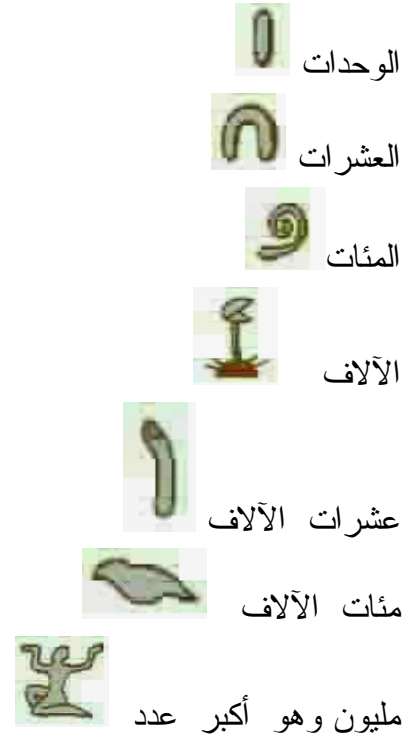 الوحدات
العشرات
المئات
الآلاف
عشرات الآلاف
مئات الآلاف
مليون وهو أكبر عدد